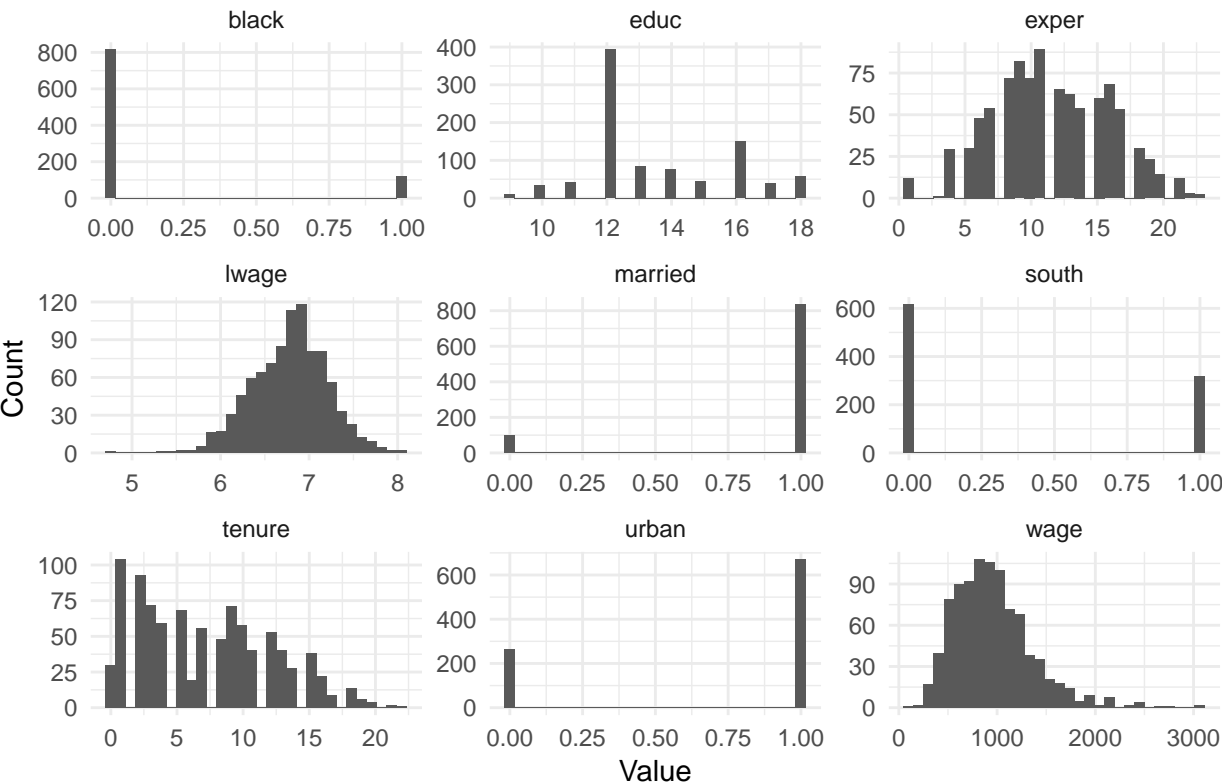 black educ exper
800 400
600 300 75
400 200 50
200 100 25
0 0 0
0.00 0.25 0.50 0.75 1.00 10 12 14 16 18 0 5 10 15 20
lwage married south
120 800 600
90 600
60 400 400
30 200 200
0 0 0
5 6 7 8 0.00 0.25 0.50 0.75 1.00 0.00 0.25 0.50 0.75 1.00
tenure urban wage
100 600 90
75 400 60
50
25 200 30
0 0 0
0 5 10 15 20 0.00 0.25 0.50 0.75 1.00 0 1000 2000 3000
Count
Value